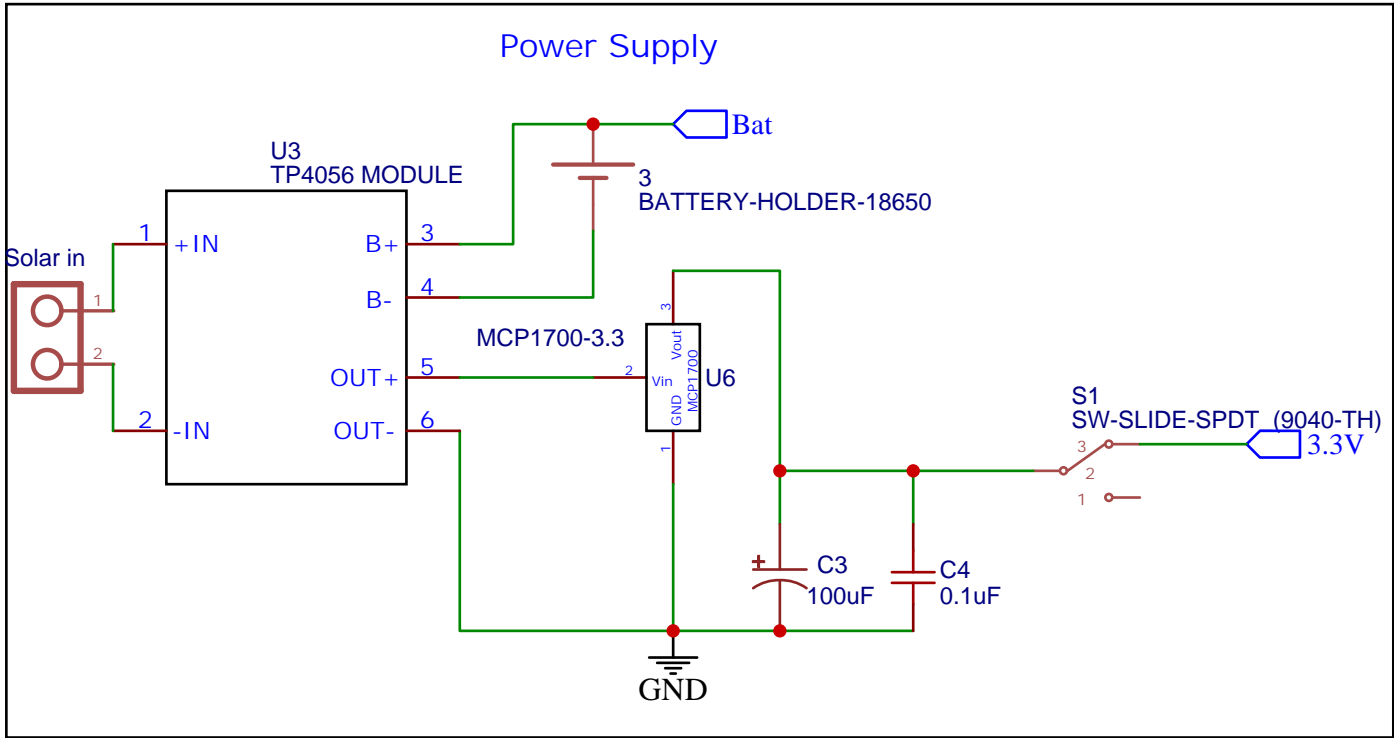 Power Supply
Bat
U3
TP4056 MODULE
3
BATTERY-HOLDER-18650
1
+IN
B+
3
Solar in
1
B-
4
2
MCP1700-3.3
3
Vout
MCP1700
2
Vin
GND
1
U6
OUT+
5
2
-IN
OUT-
6
S1
SW-SLIDE-SPDT (9040-TH)
3
2
1
3.3V
+
C3
100uF
C4
0.1uF
GND